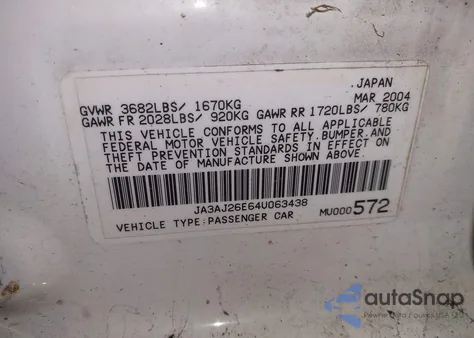 JAPAN
GVWR 3682LBS/ 1670KG MAR 2004
GAWR FR 2028LBS/ 920KG GAWR RR 1720LBS/ 780KG
THIS VEHICLE CONFORMS TO ALL APPLICABLE
FEDERAL MOTOR VEHICLE SAFETY, BUMPER, AND
THEFT PREVENTION STANDARDS IN EFFECT ON
THE DATE OF MANUFACTURE SHOWN ABOVE.
JA3AJ26E64U063438
VEHICLE TYPE:PASSENGER CAR MU000572
autoSnap